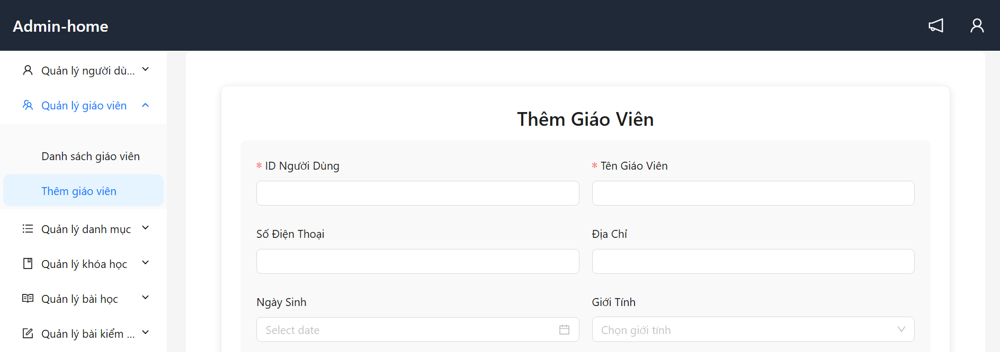 Admin-home
Quản lý người dù...
Quản lý giáo viên
Danh sách giáo viên
Thêm giáo viên
Quản lý danh mục
Quản lý khóa học
Quản lý bài học
Quản lý bài kiểm ...
Thêm Giáo Viên
* ID Người Dùng
* Tên Giáo Viên
Số Điện Thoại
Địa Chỉ
Ngày Sinh
Giới Tính
Select date
Chọn giới tính